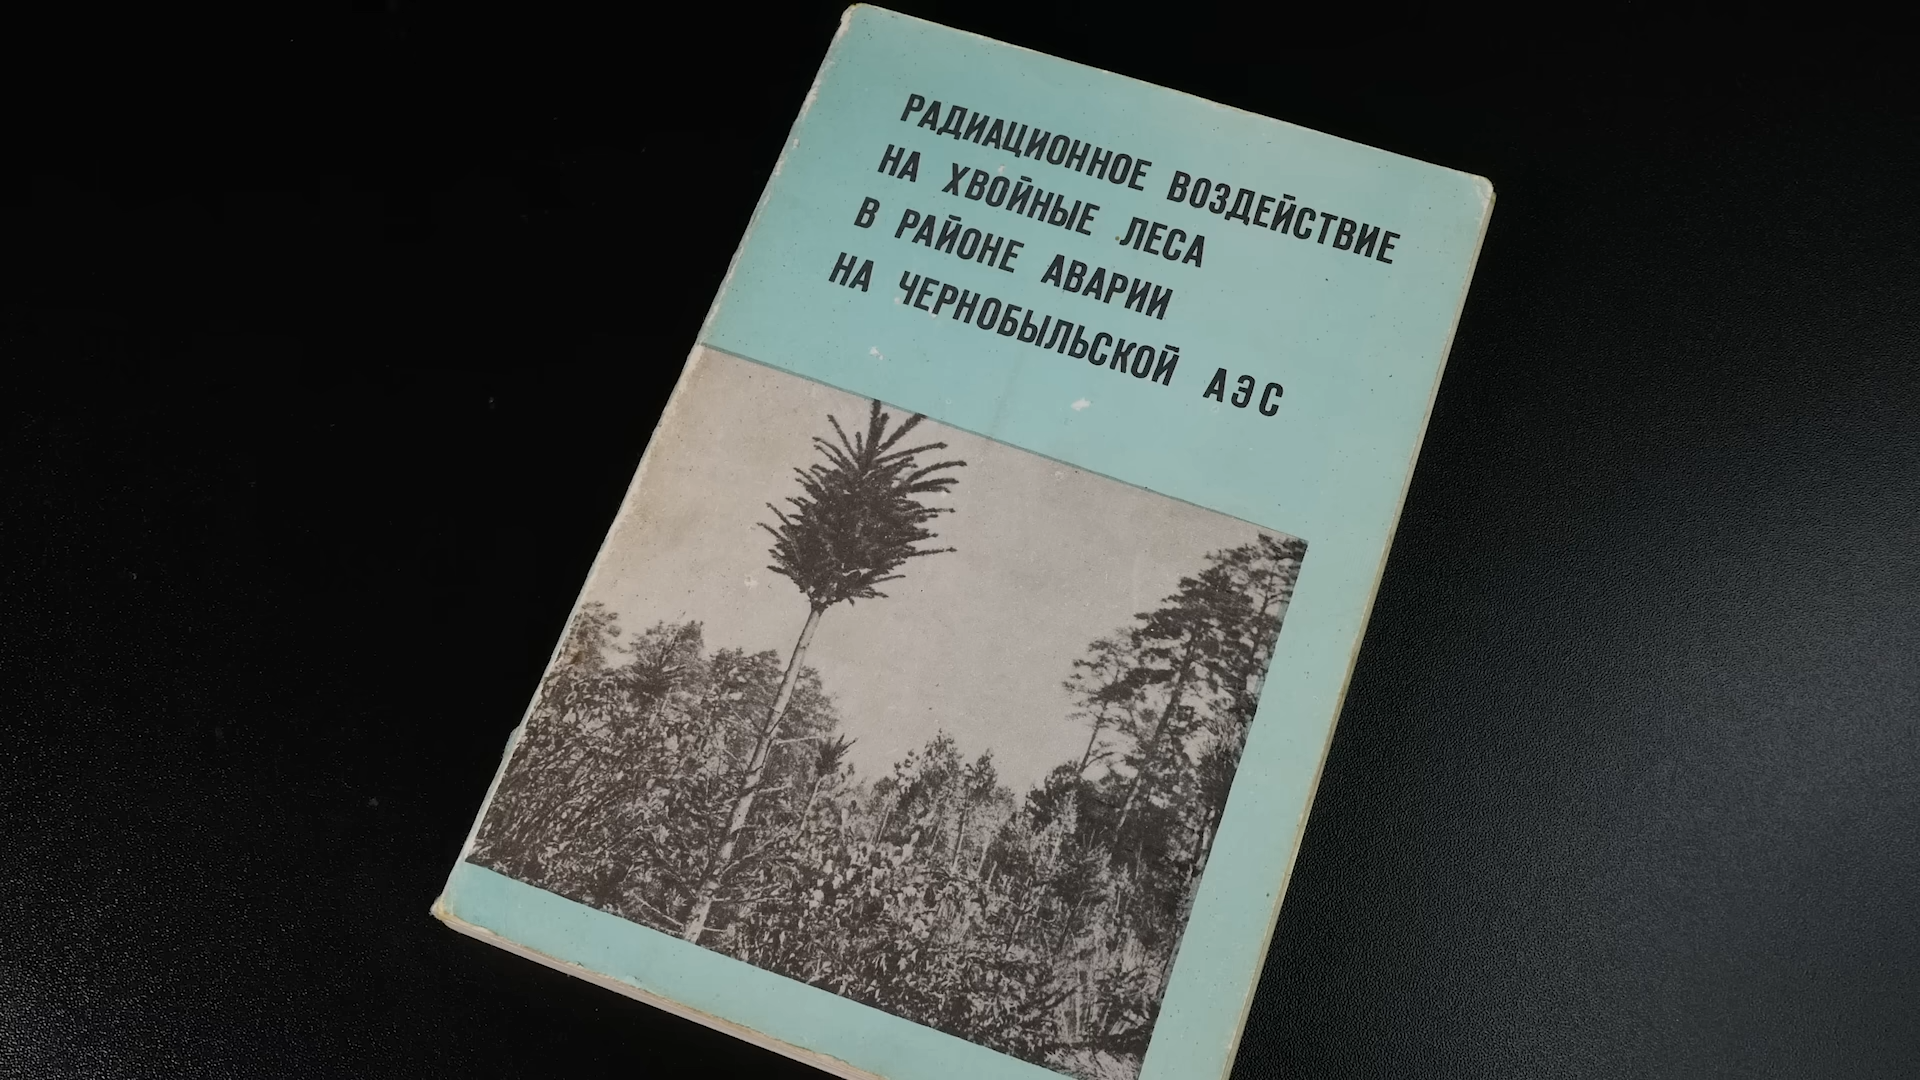 РАДИАЦИОННОЕ ВОЗДЕЙСТВИЕ
НА ХВОЙНЫЕ ЛЕСА
В РАЙОНЕ АВАРИИ
НА ЧЕРНОБЫЛЬСКОЙ АЭС